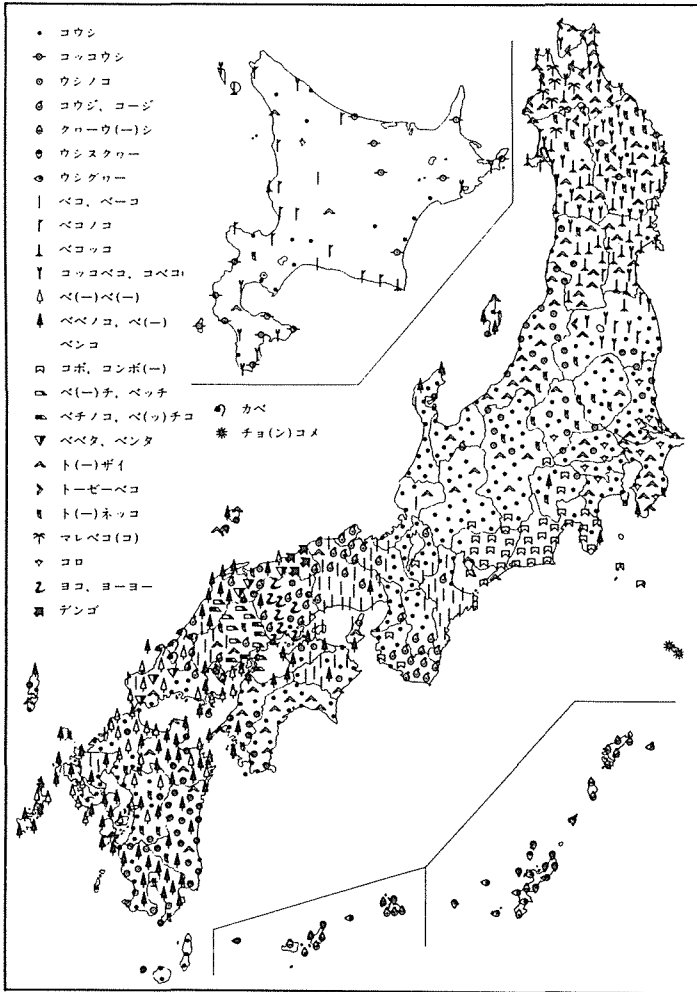 コウシ
コッコウシ
ウシノコ
コウジ、コージ
クヮーウ(ー)シ
ウシヌクヮー
ウシグヮー
ベコ、ベーコ
ベコノコ
ベコッコ
コッコベコ、コベコ
ベ(ー)ベ(ー)
ベベノコ、ベ(ー)
ベンコ
コボ、コンボ(ー)
ベ(ー)チ、ベッチ
ベチノコ、ベ(ッ)チコ
ベベタ、ベンタ
ト(ー)ザイ
トーゼーベコ
ト(ー)ネッコ
マレベコ(コ)
コロ
ヨコ、ヨーヨー
デンゴ
カベ
チョ(ン)コメ